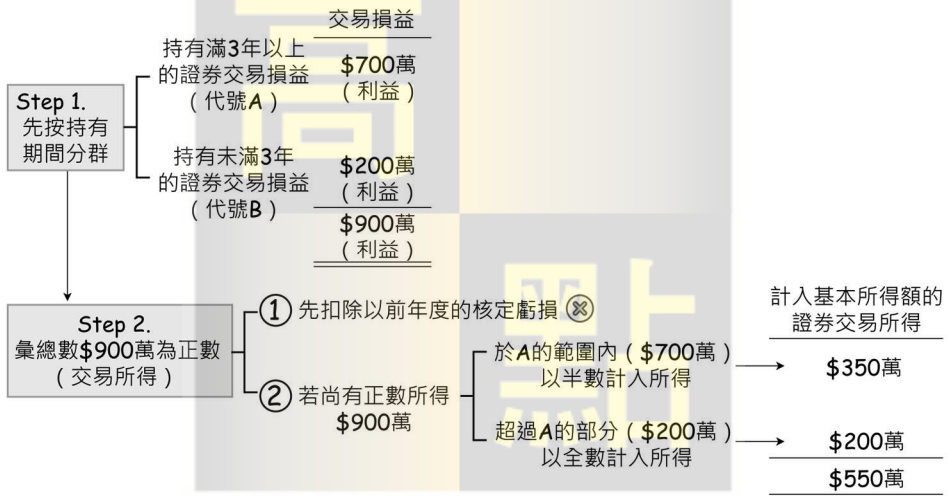 交易損益
持有滿3年以上
的證券交易損益
(代號A)
$700萬
(利益)
Step 1.
先按持有
期間分群
持有未滿3年
的證券交易損益
(代號B)
$200萬
(利益)
$900萬
(利益)
Step 2.
彙總數$900萬為正數
(交易所得)
① 先扣除以前年度的核定虧損 ⊗
② 若尚有正數所得
$900萬
於A的範圍內($700萬)
以半數計入所得
超過A的部分($200萬)
以全數計入所得
計入基本所得額的
證券交易所得
$350萬
$200萬
$550萬
高
點